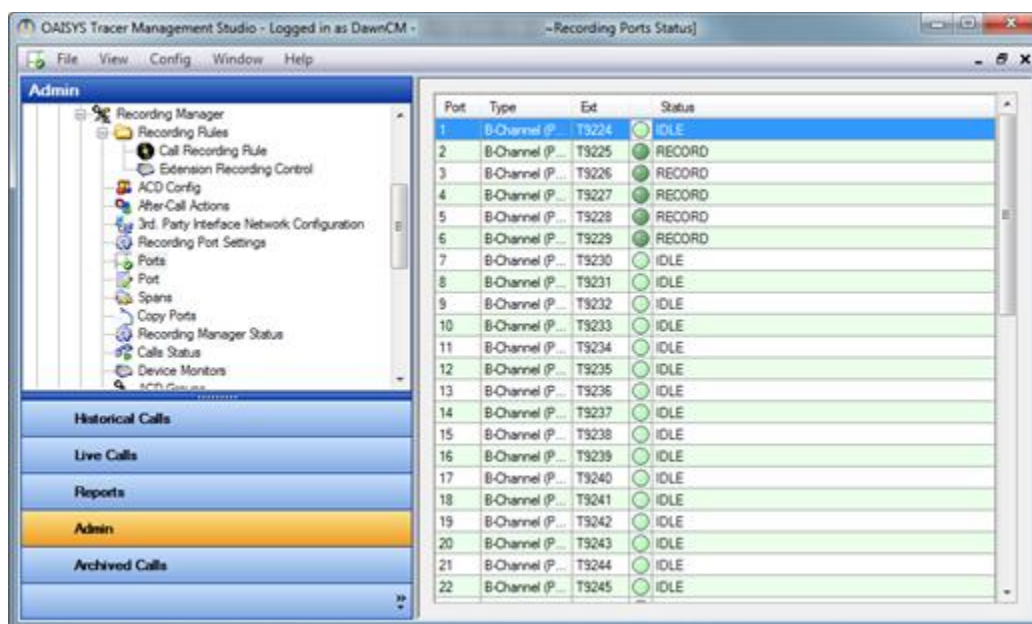 OAISYS Tracer Management Studio - Logged in as DawnCM - ~Recording Ports Status]
File View Config Window Help
Admin
Recording Manager
Recording Rules
Call Recording Rule
Extension Recording Control
ACD Config
After-Call Actions
3rd. Party Interface Network Configuration
Recording Port Settings
Ports
Port
Spans
Copy Ports
Recording Manager Status
Calls Status
Device Monitors
Historical Calls
Live Calls
Reports
Admin
Archived Calls
Port Type Ext Status
1 B-Channel (P... T9224 IDLE
2 B-Channel (P... T9225 RECORD
3 B-Channel (P... T9226 RECORD
4 B-Channel (P... T9227 RECORD
5 B-Channel (P... T9228 RECORD
6 B-Channel (P... T9229 RECORD
7 B-Channel (P... T9230 IDLE
8 B-Channel (P... T9231 IDLE
9 B-Channel (P... T9232 IDLE
10 B-Channel (P... T9233 IDLE
11 B-Channel (P... T9234 IDLE
12 B-Channel (P... T9235 IDLE
13 B-Channel (P... T9236 IDLE
14 B-Channel (P... T9237 IDLE
15 B-Channel (P... T9238 IDLE
16 B-Channel (P... T9239 IDLE
17 B-Channel (P... T9240 IDLE
18 B-Channel (P... T9241 IDLE
19 B-Channel (P... T9242 IDLE
20 B-Channel (P... T9243 IDLE
21 B-Channel (P... T9244 IDLE
22 B-Channel (P... T9245 IDLE